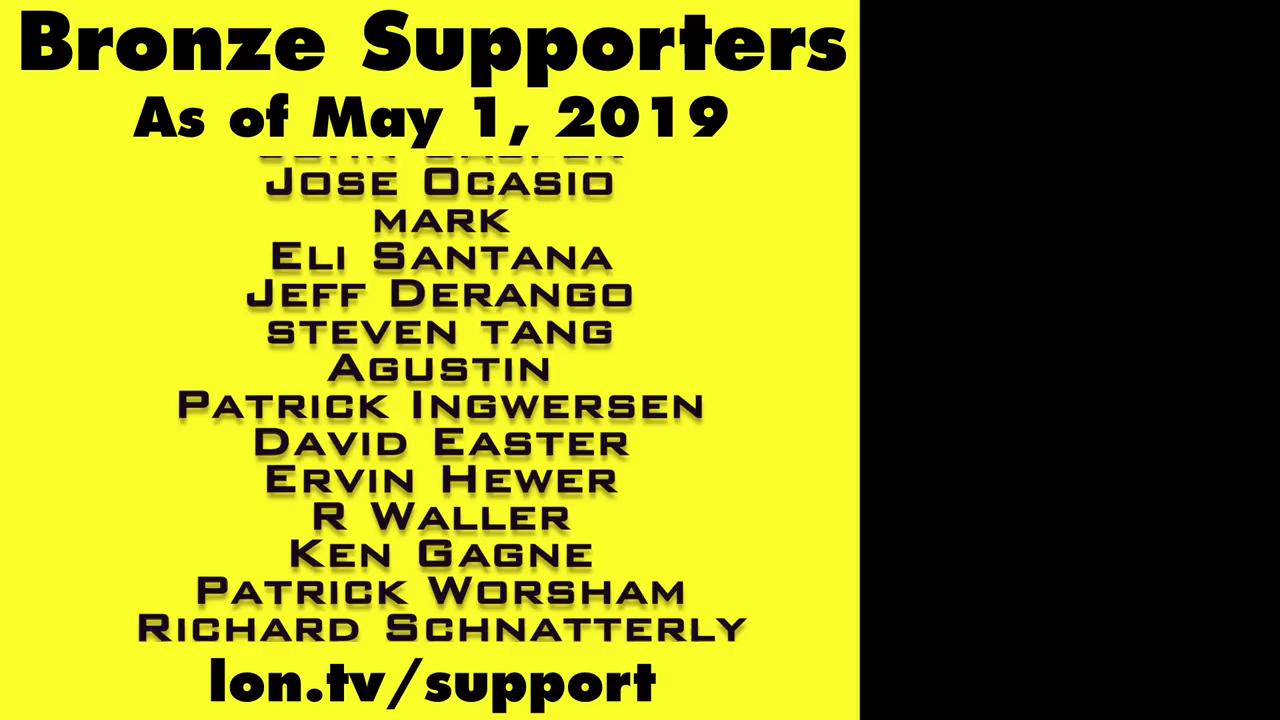 Bronze Supporters
As of May 1, 2019
Jose Ocasio
mark
Eli Santana
Jeff Derango
steven tang
Agustin
Patrick Ingwersen
David Easter
Ervin Hewer
R Waller
Ken Gagne
Patrick Worsham
Richard Schnatterly
lon.tv/support